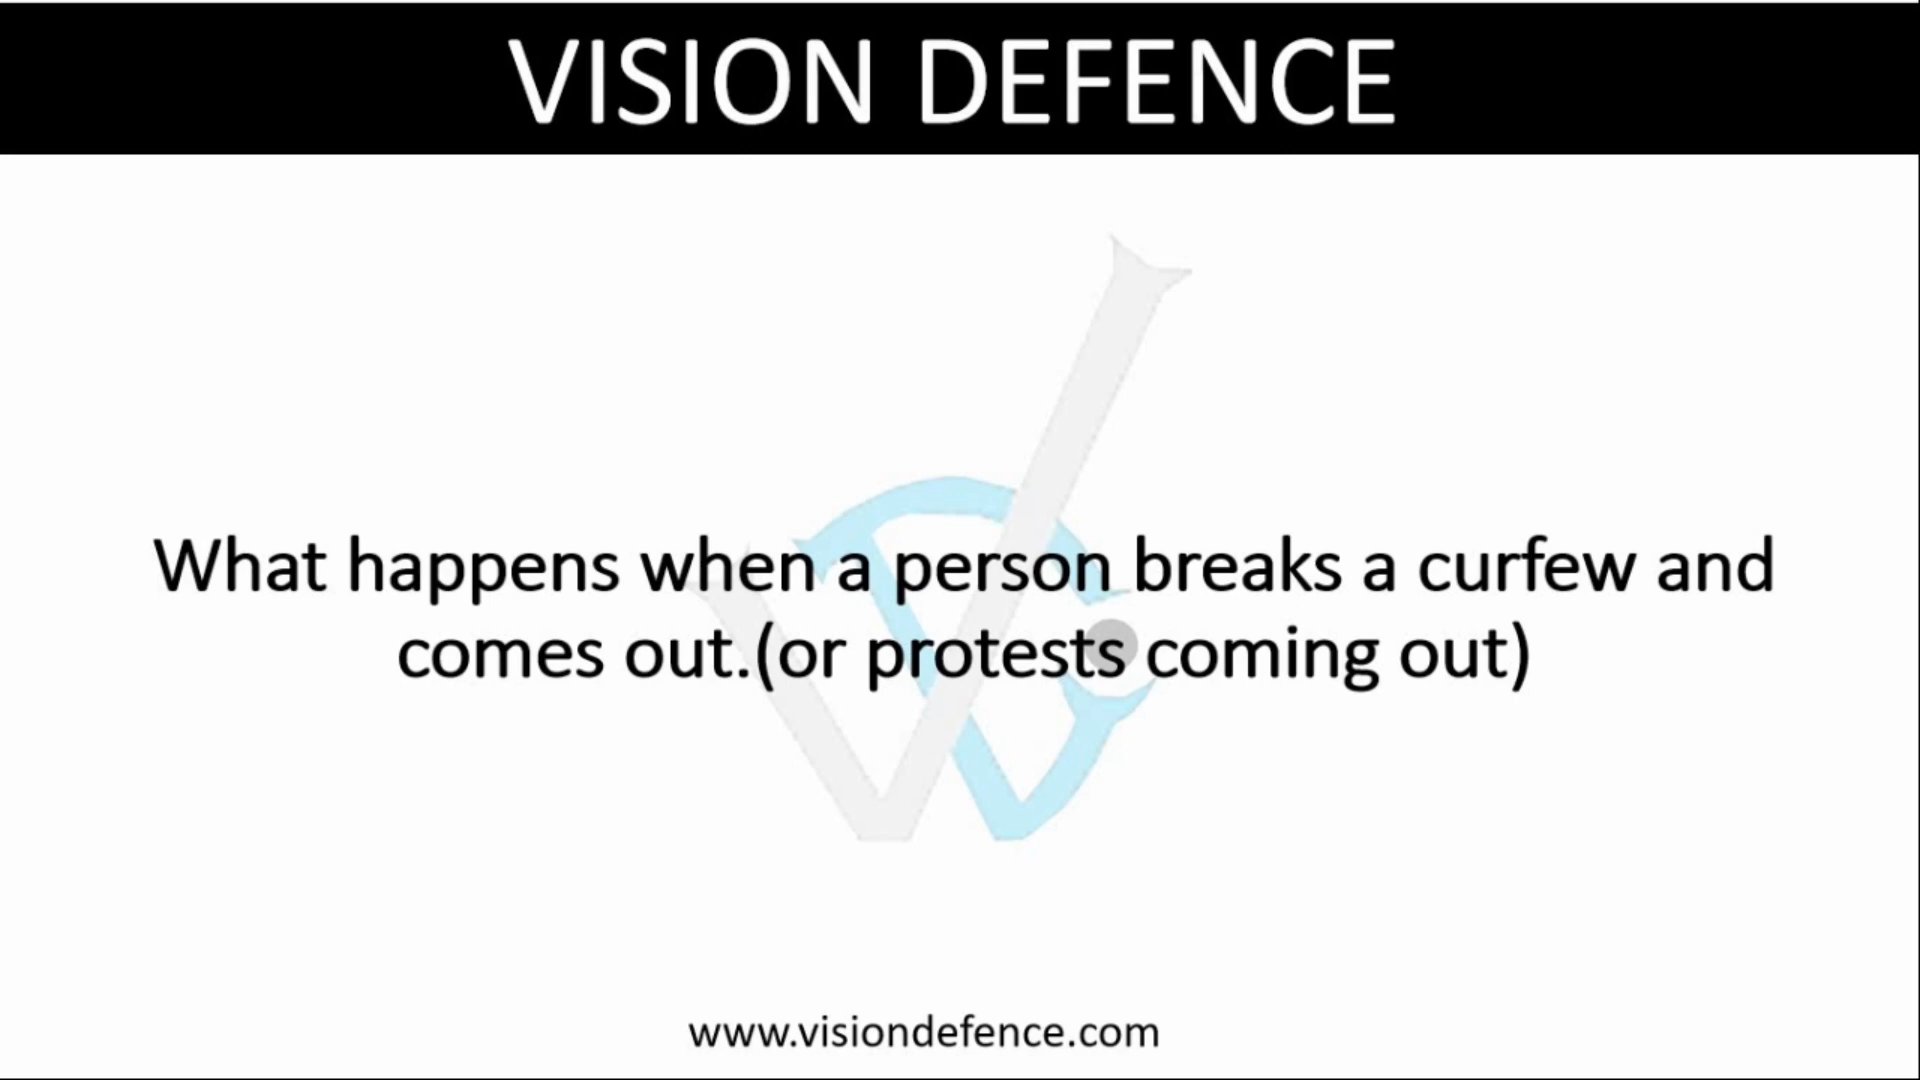 VISION DEFENCE
What happens when a person breaks a curfew and
comes out.(or protests coming out)
www.visiondefence.com